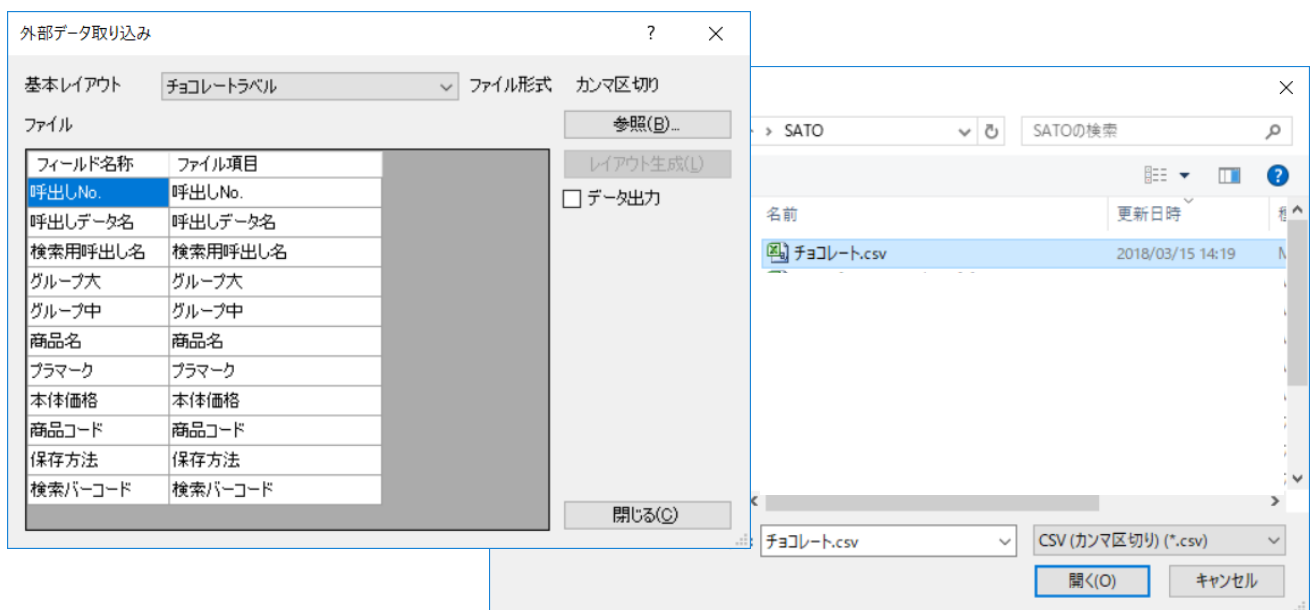 外部データ取り込み
?
基本レイアウト チョコレートラベル ファイル形式 カンマ区切り
ファイル 参照(B)...
レイアウト生成(L)
データ出力
フィールド名称 ファイル項目
呼出しNo. 呼出しNo.
呼出しデータ名 呼出しデータ名
検索用呼出し名 検索用呼出し名
グループ大 グループ大
グループ中 グループ中
商品名 商品名
プラマーク プラマーク
本体価格 本体価格
商品コード 商品コード
保存方法 保存方法
検索バーコード 検索バーコード
閉じる(C)
› SATO SATOの検索
?
名前 更新日時
チョコレート.csv 2018/03/15 14:19
チョコレート.csv CSV (カンマ区切り) (*.csv)
開く(O) キャンセル